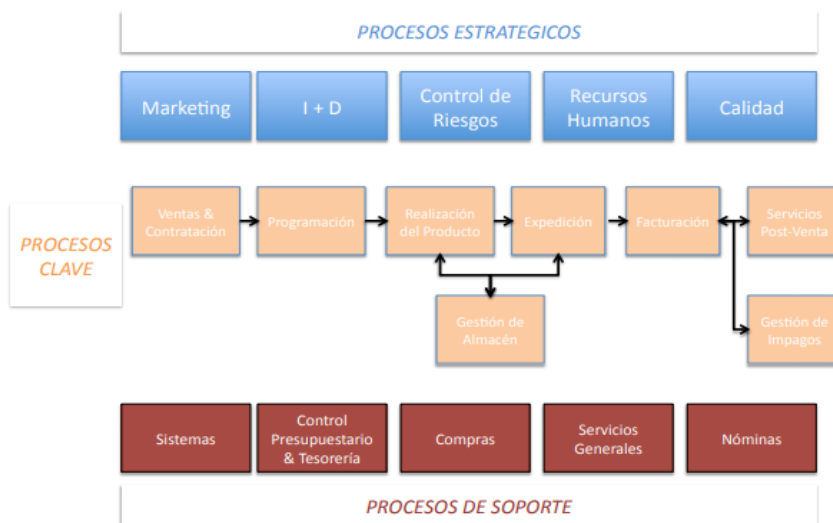 PROCESOS ESTRATEGICOS
Marketing
I + D
Control de
Riesgos
Recursos
Humanos
Calidad
PROCESOS
CLAVE
Ventas &
Contratación
Programación
Realización
del Producto
Expedición
Facturación
Servicios
Post-Venta
Gestión de
Almacén
Gestión de
Impagos
Sistemas
Control
Presupuestario
& Tesorería
Compras
Servicios
Generales
Nóminas
PROCESOS DE SOPORTE